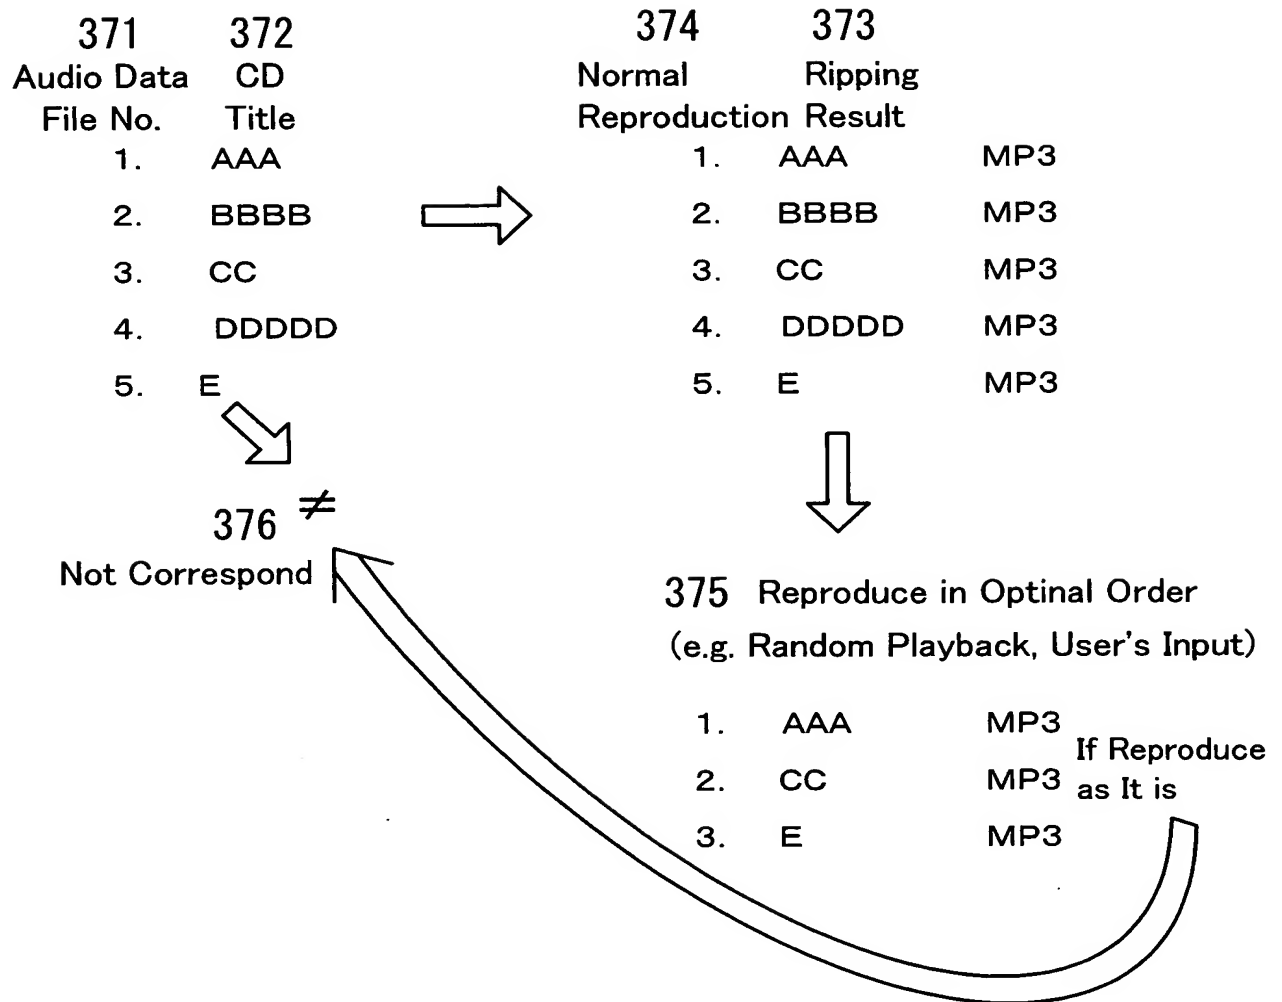 371 372
Audio Data CD
File No. Title
1. AAA
2. BBBB
3. CC
4. DDDDD
5. E
374 373
Normal Ripping
Reproduction Result
1. AAA MP3
2. BBBB MP3
3. CC MP3
4. DDDDD MP3
5. E MP3
376 ≠
Not Correspond
375 Reproduce in Optinal Order
(e.g. Random Playback, User's Input)
1. AAA MP3
2. CC MP3
3. E MP3
If Reproduce
as It is